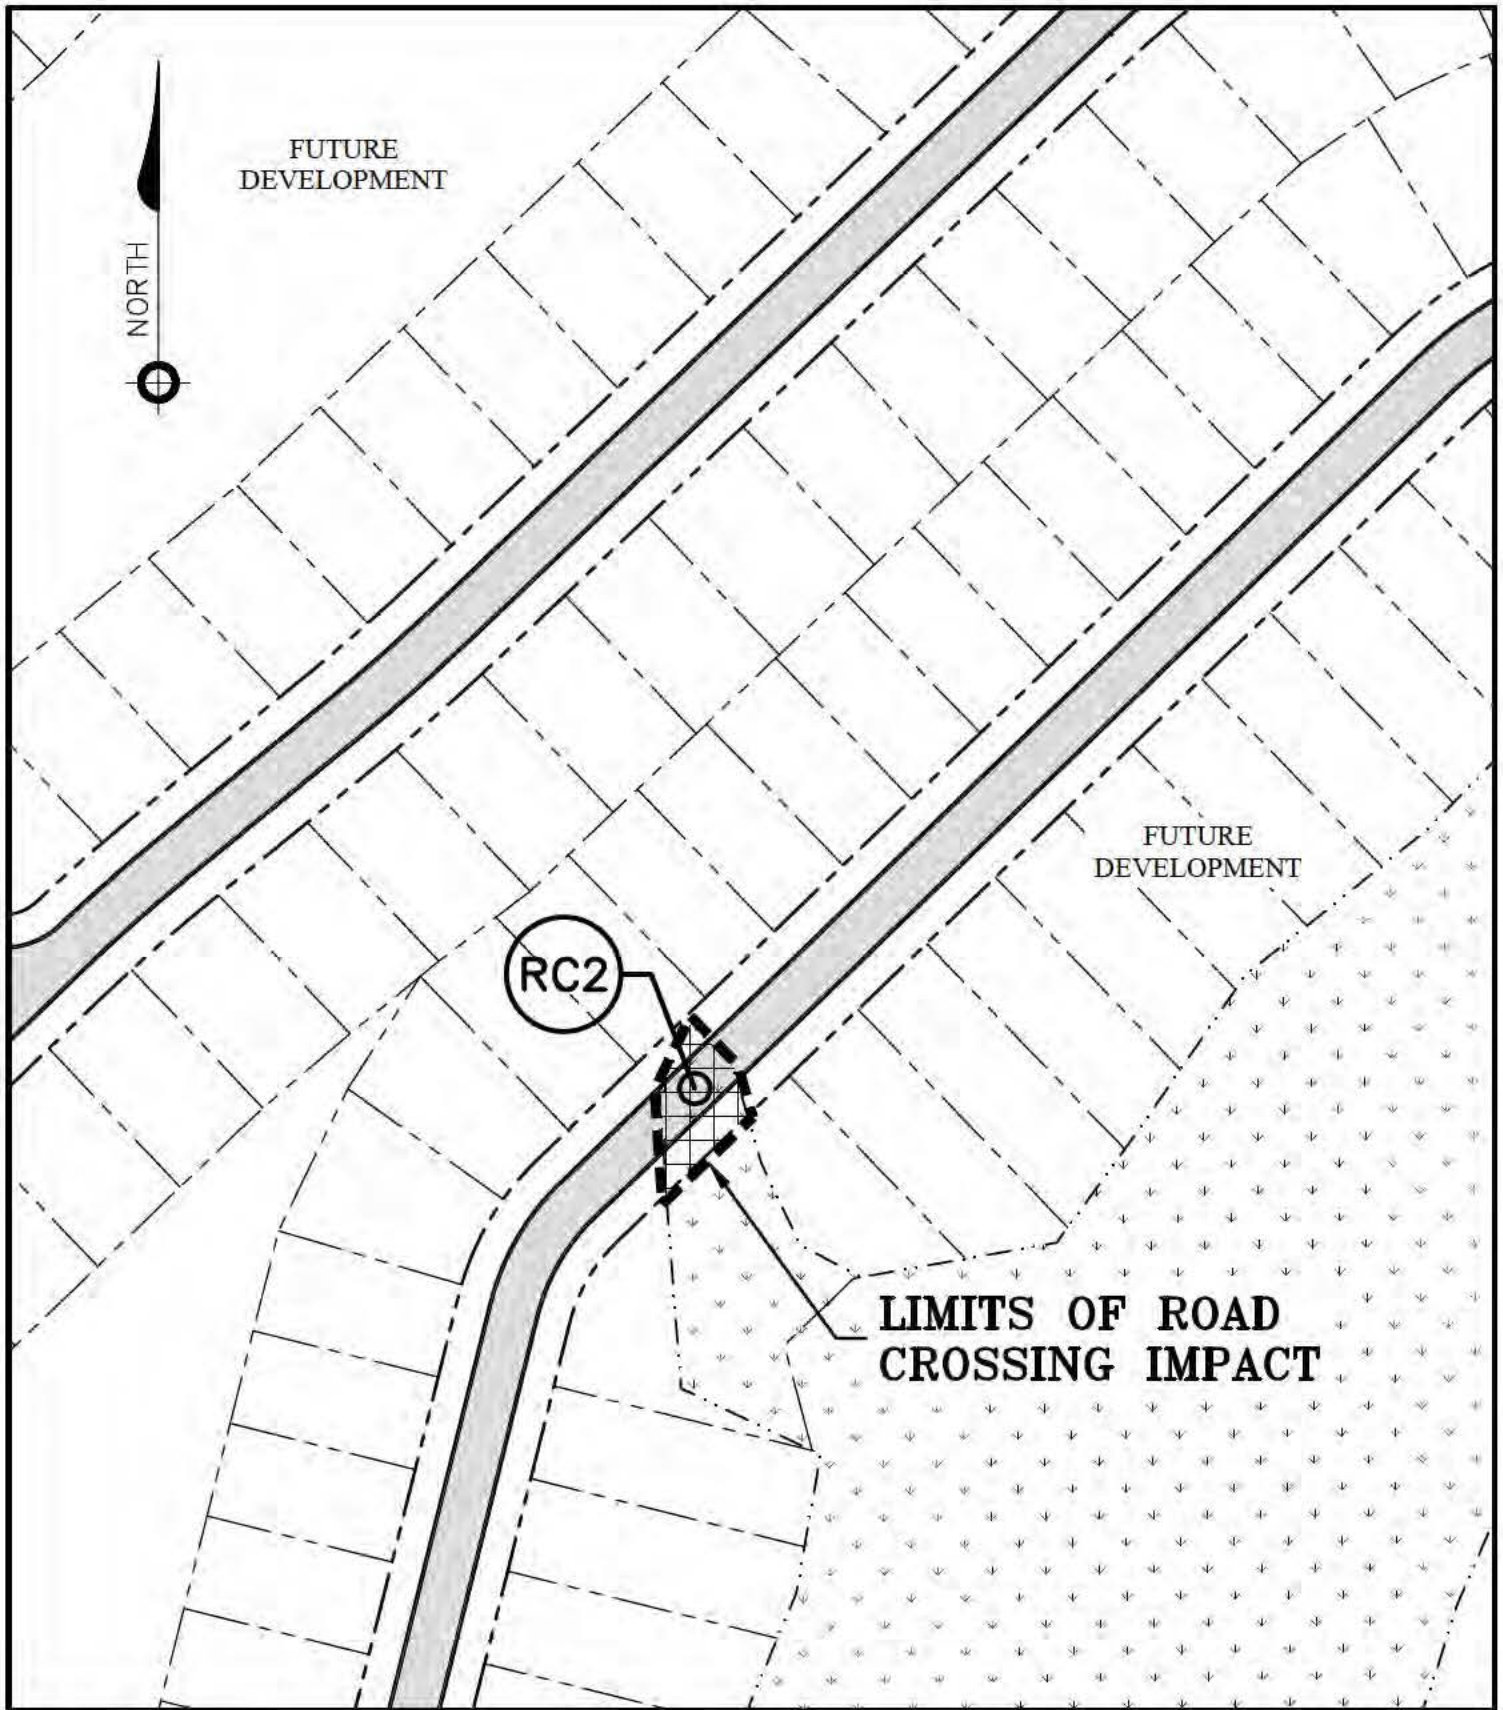 FUTURE
DEVELOPMENT
NORTH
FUTURE
DEVELOPMENT
RC2
LIMITS OF ROAD
CROSSING IMPACT